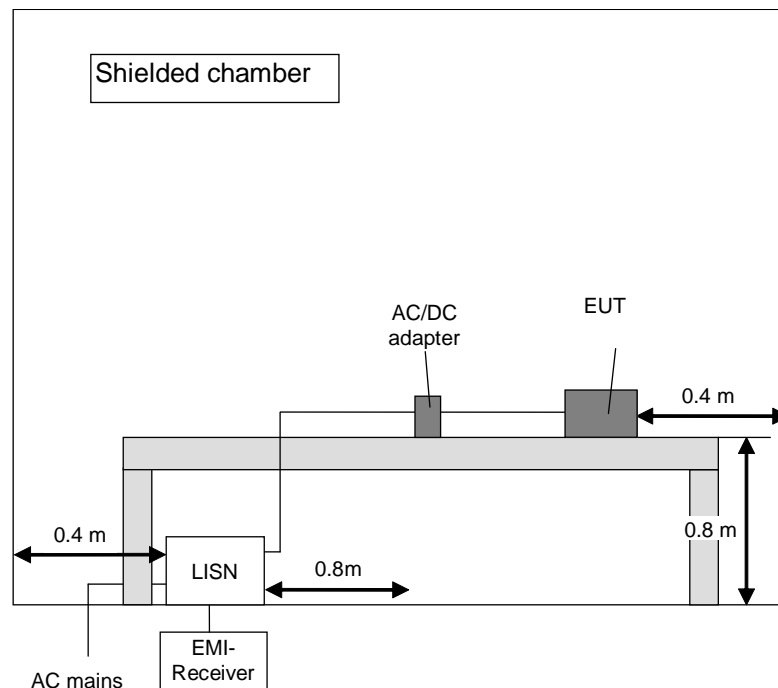 Shielded chamber
AC/DC
adapter
EUT
0.4 m
0.4 m
0.8 m
LISN
0.8m
EMI-
Receiver
AC mains